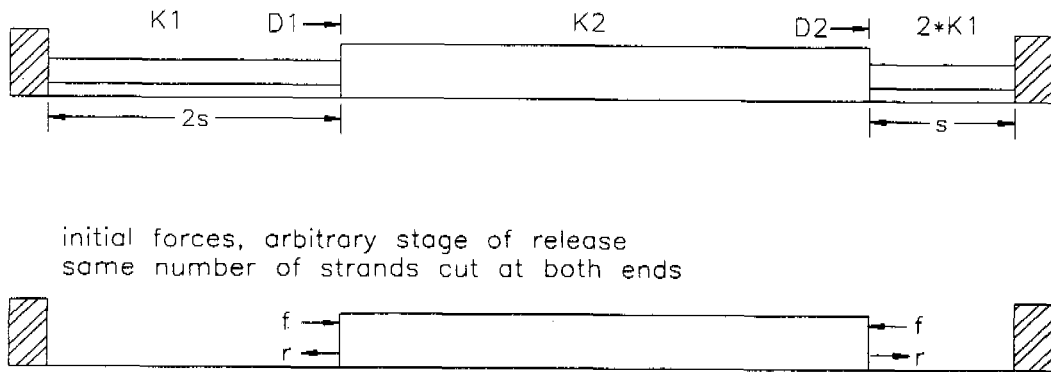 K1 D1 K2 D2 2*K1
2s s
initial forces, arbitrary stage of release
same number of strands cut at both ends
f f
r r